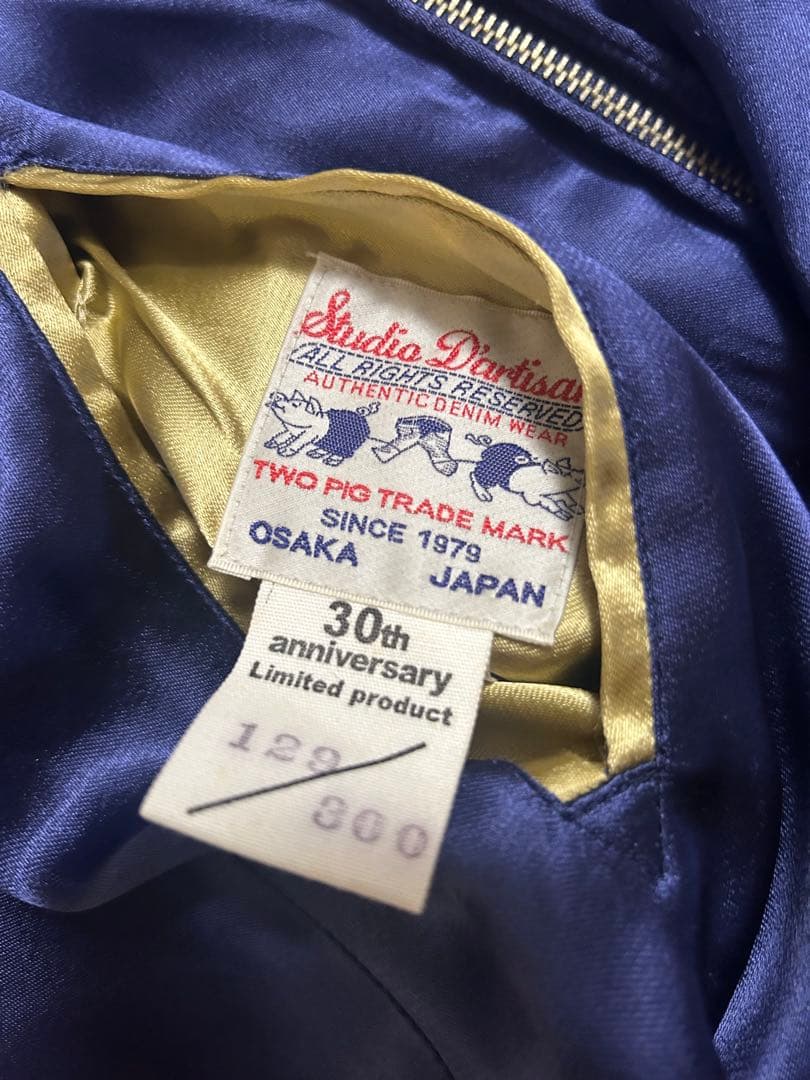 Studio D'artisan
ALL RIGHTS RESERVED
AUTHENTIC DENIM WEAR
TWO PIG TRADE MARK
SINCE 1979
OSAKA JAPAN
30th
anniversary
Limited product
129/300